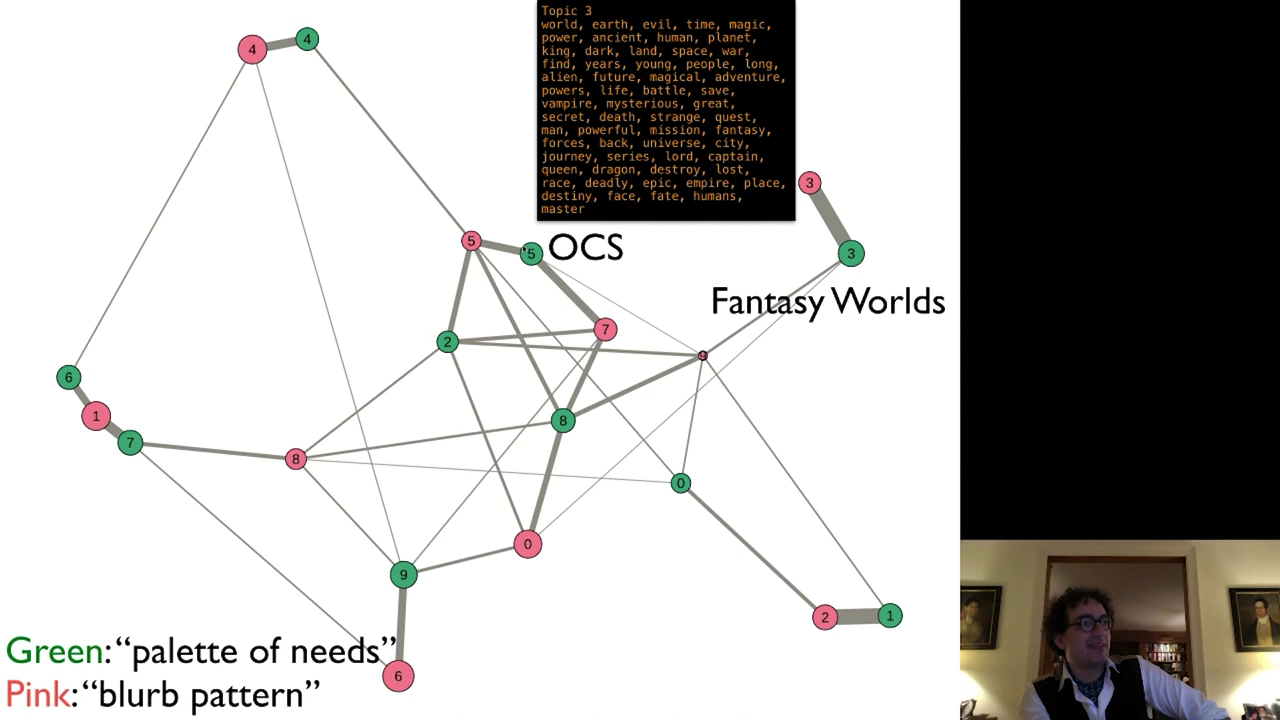 Topic 3
world, earth, evil, time, magic,
power, ancient, human, planet,
king, dark, land, space, war,
find, years, young, people, long,
alien, future, magical, adventure,
powers, life, battle, save,
vampire, mysterious, great,
secret, death, strange, quest,
man, powerful, mission, fantasy,
forces, back, universe, city,
journey, series, lord, captain,
queen, dragon, destroy, lost,
race, deadly, epic, empire, place,
destiny, face, fate, humans,
master
4
4
3
5
5
OCS
3
Fantasy Worlds
7
2
6
1
8
7
8
0
0
9
2
1
6
Green: “palette of needs”
Pink: “blurb pattern”